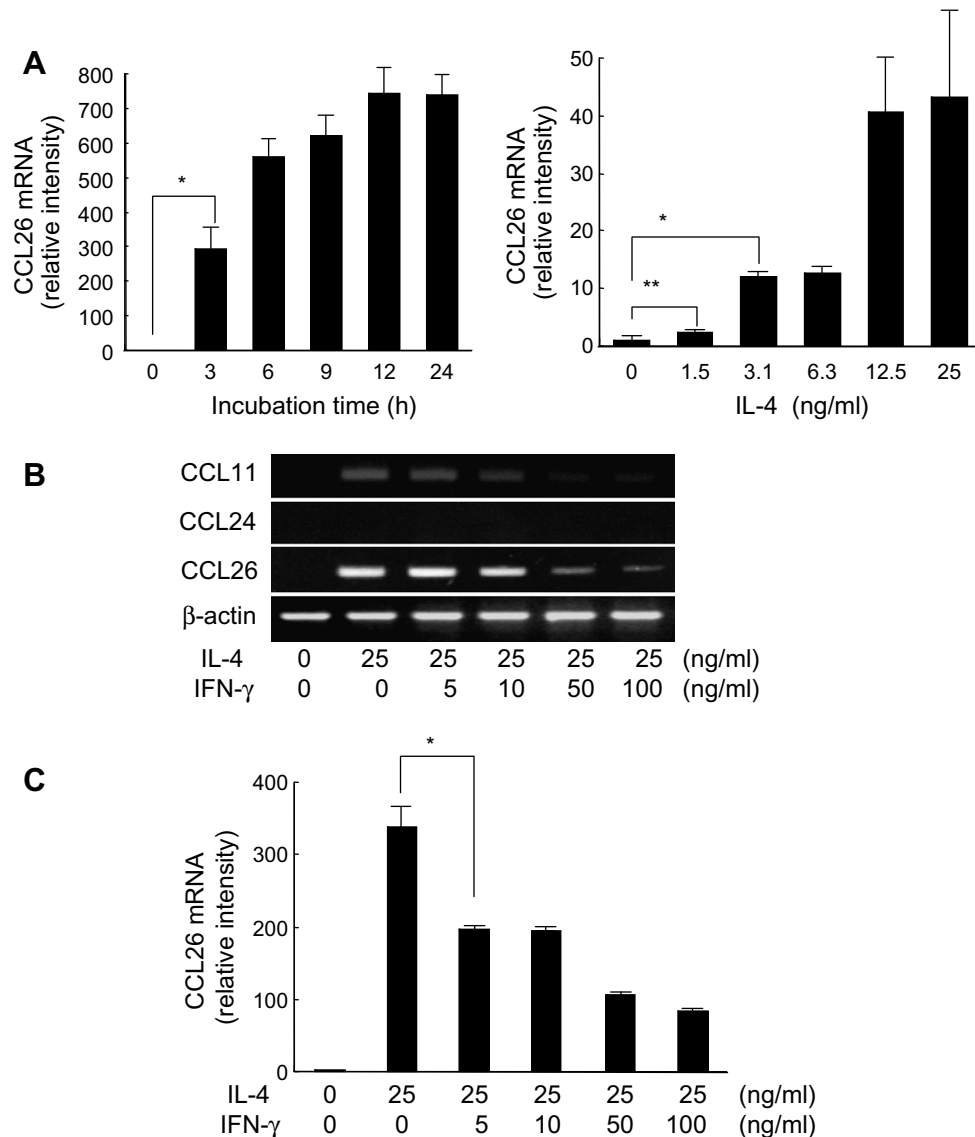 A
CCL26 mRNA
(relative intensity)
800
700
600
500
400
300
200
100
0
*
0 3 6 9 12 24
Incubation time (h)
CCL26 mRNA
(relative intensity)
50
40
30
20
10
0
*
**
0 1.5 3.1 6.3 12.5 25
IL-4 (ng/ml)
B
CCL11
CCL24
CCL26
β-actin
IL-4 0 25 25 25 25 25 (ng/ml)
IFN-γ 0 0 5 10 50 100 (ng/ml)
C
CCL26 mRNA
(relative intensity)
400
300
200
100
0
*
IL-4 0 25 25 25 25 25 (ng/ml)
IFN-γ 0 0 5 10 50 100 (ng/ml)